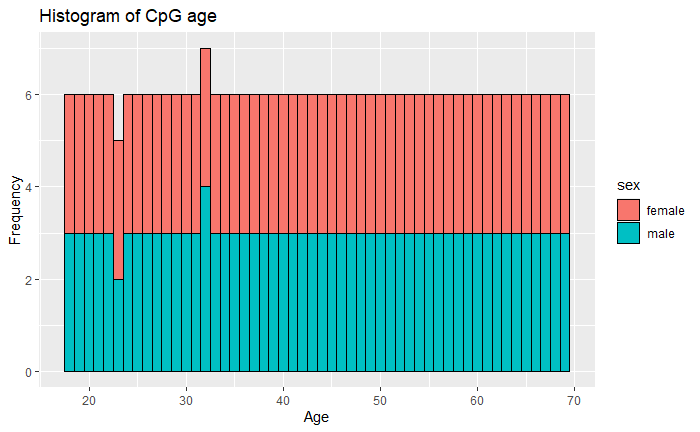 Histogram of CpG age
6
4
2
0
Frequency
20 30 40 50 60 70
Age
sex
female
male